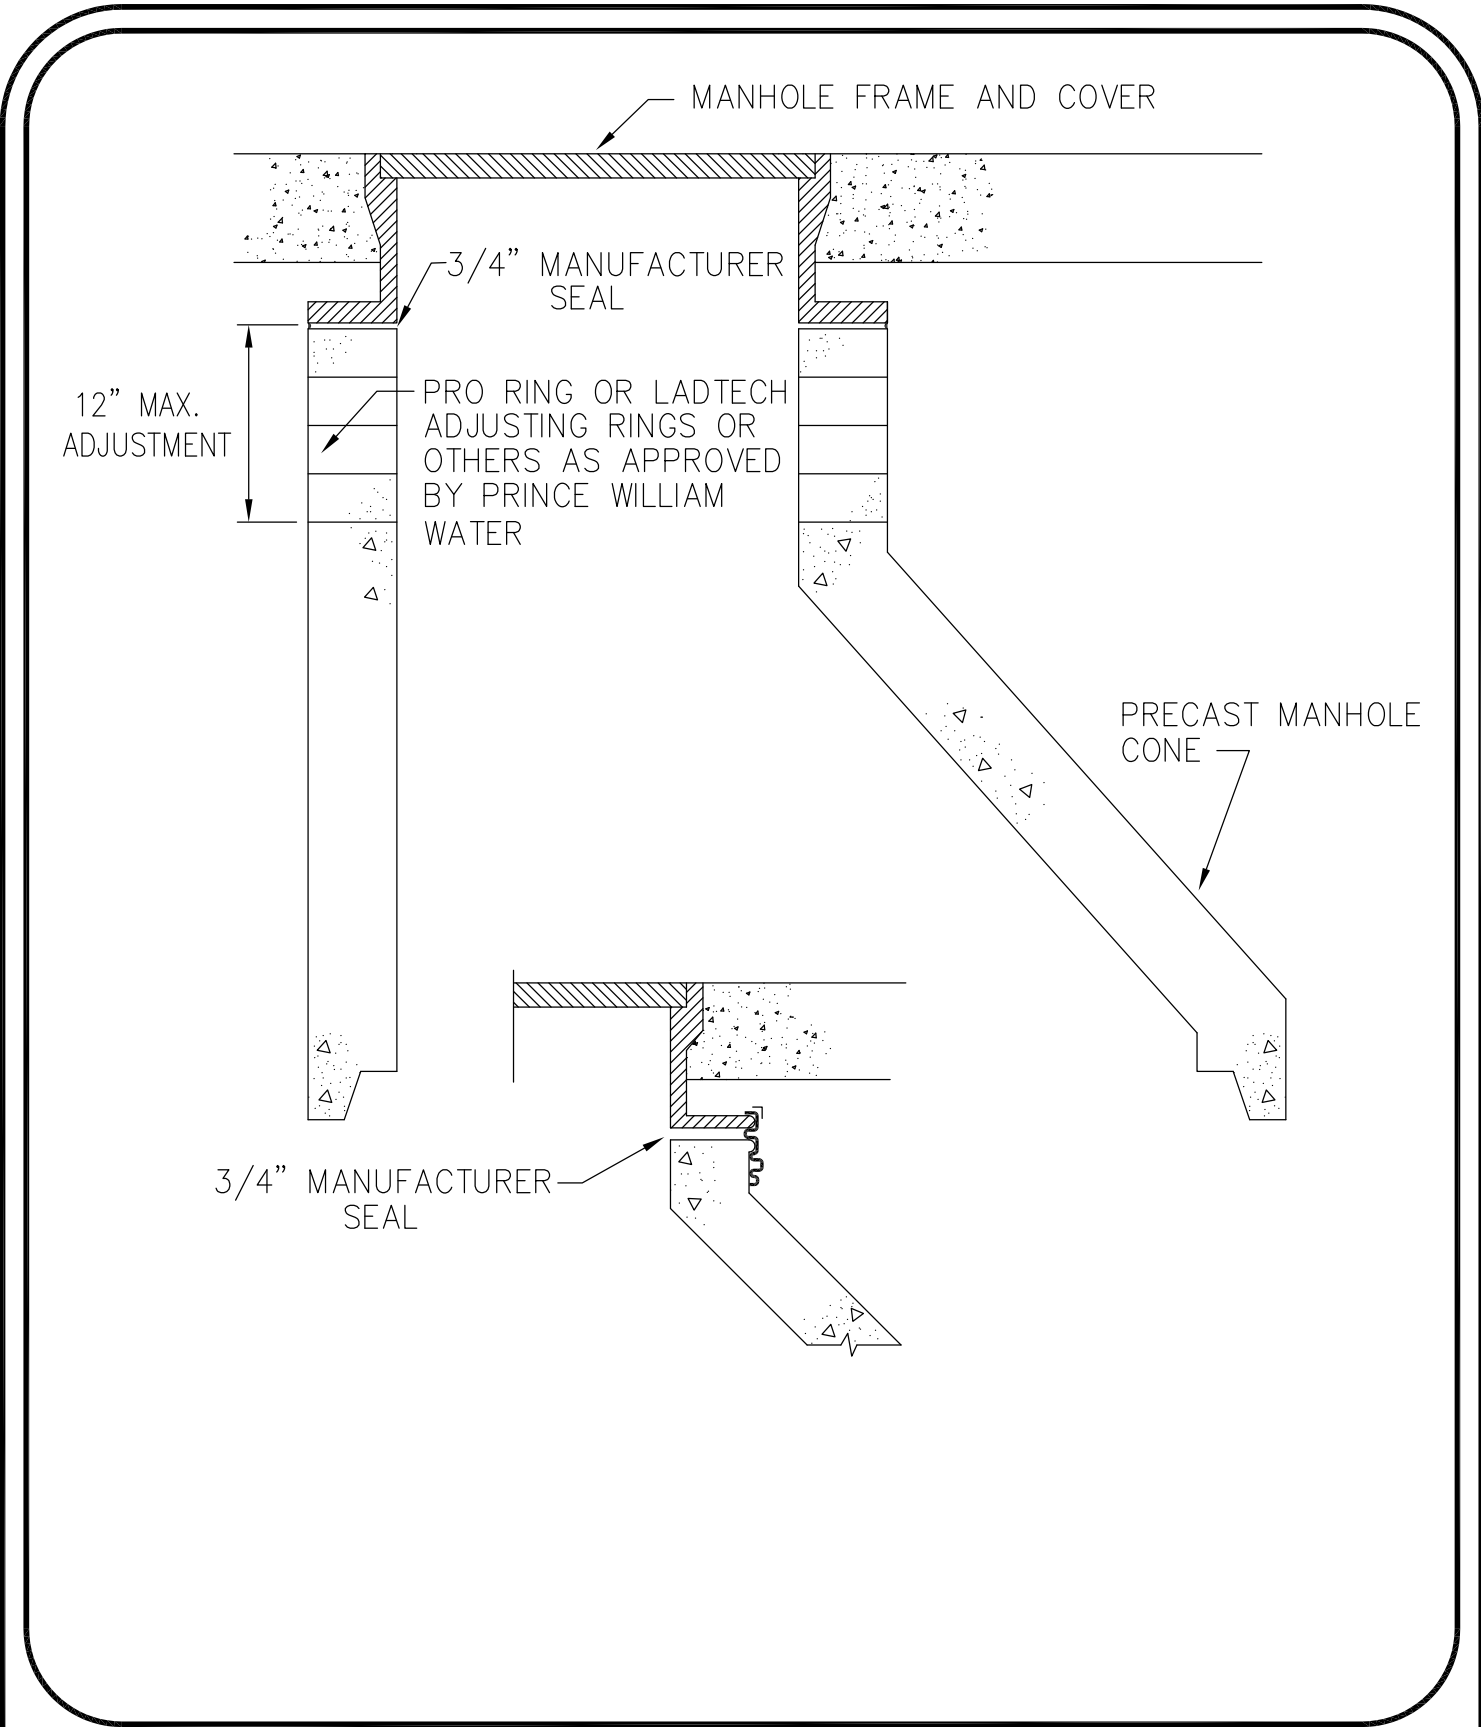 MANHOLE FRAME AND COVER
3/4” MANUFACTURER
SEAL
12” MAX.
ADJUSTMENT
PRO RING OR LADTECH
ADJUSTING RINGS OR
OTHERS AS APPROVED
BY PRINCE WILLIAM
WATER
PRECAST MANHOLE
CONE
3/4” MANUFACTURER
SEAL